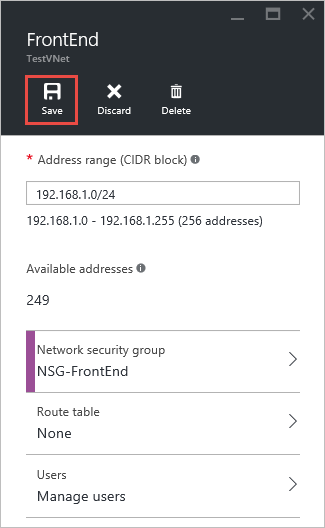 FrontEnd
TestVNet
Save Discard Delete
* Address range (CIDR block)
192.168.1.0/24
192.168.1.0 - 192.168.1.255 (256 addresses)
Available addresses
249
Network security group
NSG-FrontEnd
Route table
None
Users
Manage users